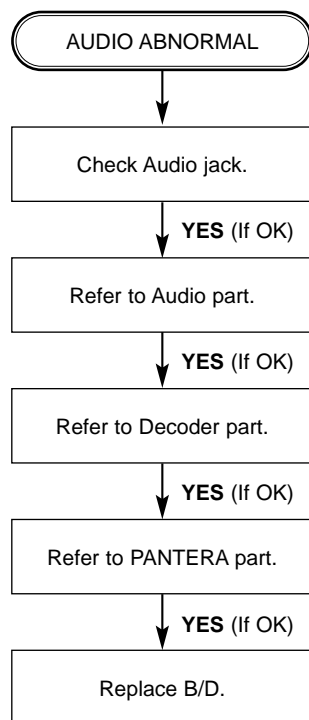 AUDIO ABNORMAL
Check Audio jack.
YES (If OK)
Refer to Audio part.
YES (If OK)
Refer to Decoder part.
YES (If OK)
Refer to PANTERA part.
YES (If OK)
Replace B/D.